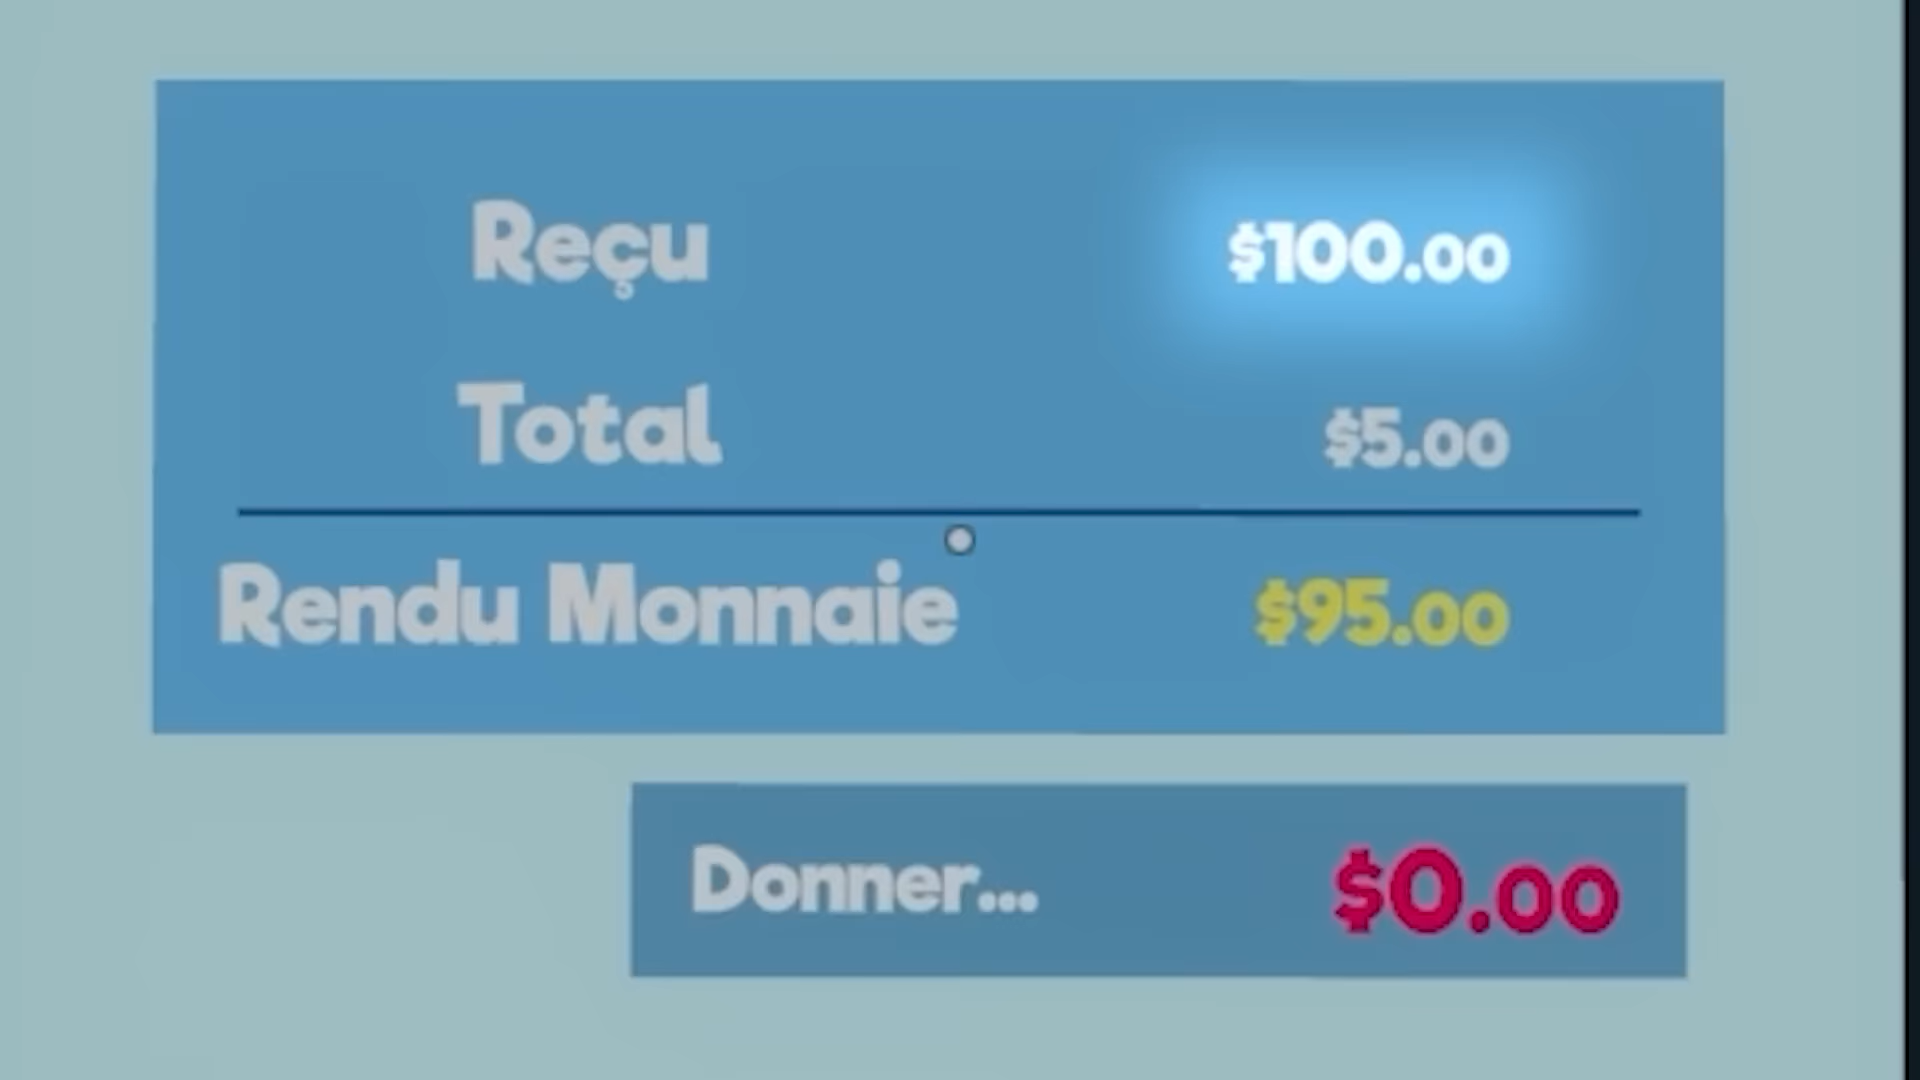 Reçu $100.00
Total $5.00
Rendu Monnaie $95.00
Donner... $0.00